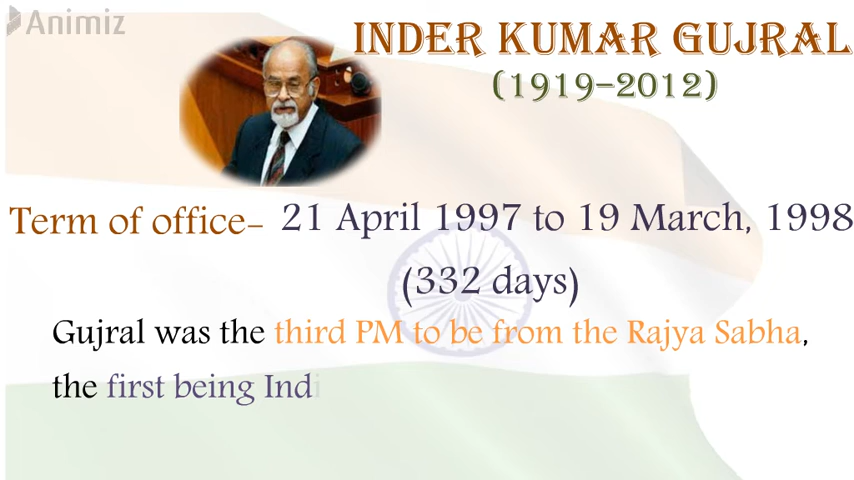 Animiz
INDER KUMAR GUJRAL
(1919-2012)
Term of office- 21 April 1997 to 19 March, 1998
(332 days)
Gujral was the third PM to be from the Rajya Sabha,
the first being Indi